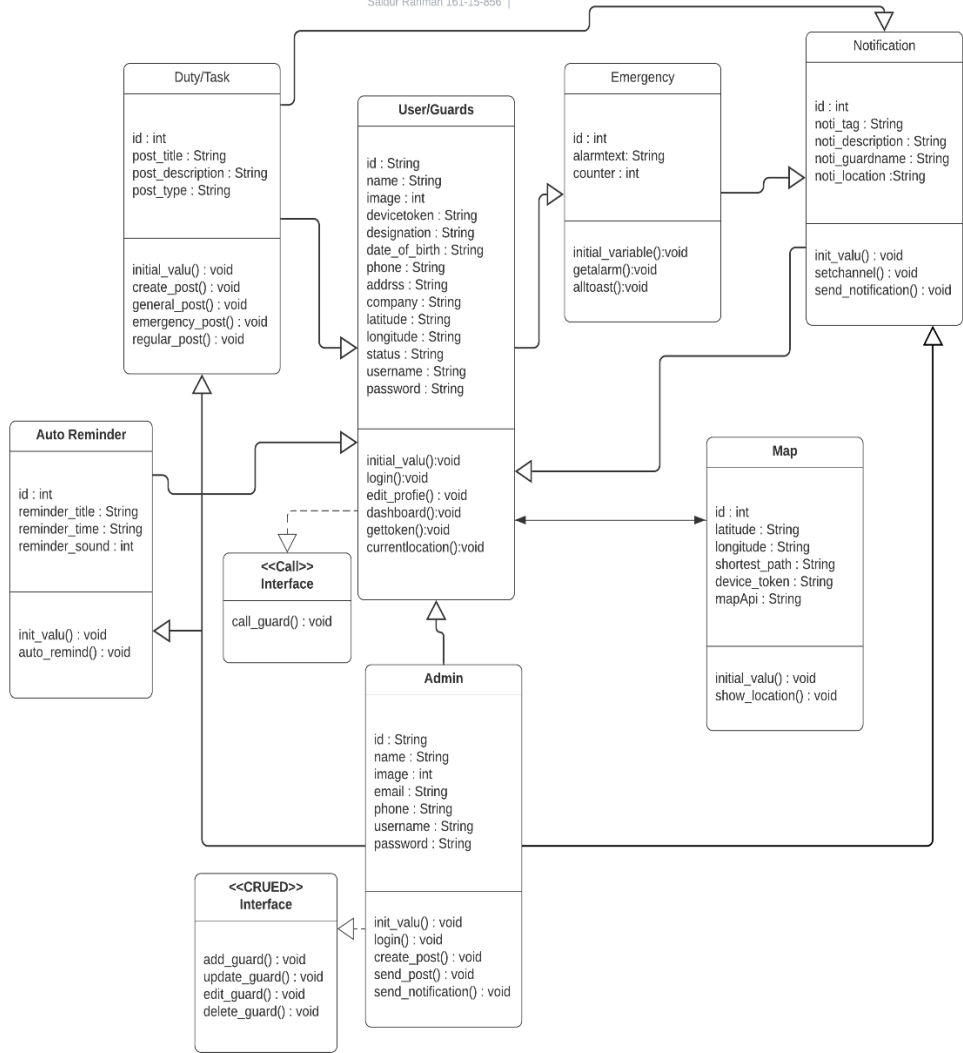 Saidur Rahman 161-15-856 |
Notification
id : int
noti_tag : String
noti_description : String
noti_guardname : String
noti_location :String
init_valu() : void
setchannel() : void
send_notification() : void
Duty/Task
id : int
post_title : String
post_description : String
post_type : String
initial_valu() : void
create_post() : void
general_post() : void
emergency_post() : void
regular_post() : void
User/Guards
id : String
name : String
image : int
devicetoken : String
designation : String
date_of_birth : String
phone : String
addrss : String
company : String
latitude : String
longitude : String
status : String
username : String
password : String
initial_valu():void
login():void
edit_profie() : void
dashboard():void
gettoken():void
currentlocation():void
Emergency
id : int
alarmtext: String
counter : int
initial_variable():void
getalarm():void
alltoast():void
Auto Reminder
id : int
reminder_title : String
reminder_time : String
reminder_sound : int
init_valu() : void
auto_remind() : void
<<Call>>
Interface
call_guard() : void
Map
id : int
latitude : String
longitude : String
shortest_path : String
device_token : String
mapApi : String
initial_valu() : void
show_location() : void
Admin
id : String
name : String
image : int
email : String
phone : String
username : String
password : String
init_valu() : void
login() : void
create_post() : void
send_post() : void
send_notification() : void
<<CRUED>>
Interface
add_guard() : void
update_guard() : void
edit_guard() : void
delete_guard() : void